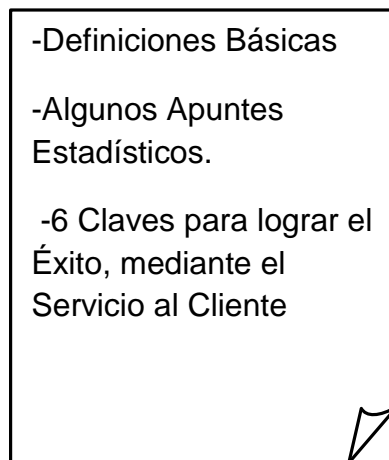 -Definiciones Básicas
-Algunos Apuntes
Estadísticos.
-6 Claves para lograr el
Éxito, mediante el
Servicio al Cliente